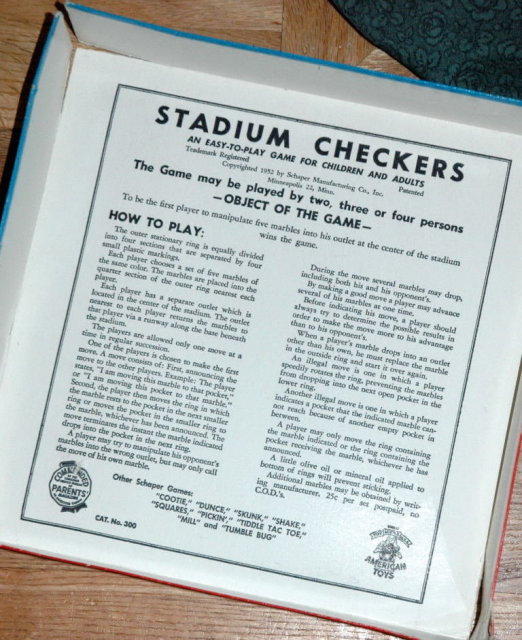 STADIUM CHECKERS
AN EASY-TO-PLAY GAME FOR CHILDREN AND ADULTS
Trademark Registered
Patented
Copyrighted 1952 by Schaper Manufacturing Co., Inc.
Minneapolis 22, Minn.
The Game may be played by two, three or four persons
—OBJECT OF THE GAME—
To be the first player to manipulate five marbles into his outlet at the center of the stadium
wins the game.
HOW TO PLAY:
The outer stationary ring is equally divided
into four sections that are separated by four
small plastic markings.
Each player chooses a set of five marbles of
the same color. The marbles are placed into the
quarter section of the outer ring nearest each
player.
Each player has a separate outlet which is
located in the center of the stadium. The outlet
nearest to each player returns the marbles to
that player via a runway along the base beneath
the stadium.
The players are allowed only one move at a
time in regular succession.
One of the players is chosen to make the first
move. A move consists of: First, announcing the
move to the other players. Example: The player
states, "I am moving this marble to that pocket,"
or "I am moving this pocket to that marble."
Second, the player then moves the ring in which
the marble rests to the pocket in the next smaller
ring or moves the pocket in the smaller ring to
the marble, whichever has been announced. The
move terminates the instant the marble indicated
drops into the pocket in the next ring.
A player may try to manipulate his opponent's
marbles into the wrong outlet, but may only call
the move of his own marble.
During the move several marbles may drop,
including both his and his opponent's.
By making a good move a player may advance
several of his marbles at one time.
Before indicating his move, a player should
always try to determine the possible results in
order to make the move more to his advantage
than to his opponent's.
When a player's marble drops into an outlet
other than his own, he must replace the marble
in the outside ring and start it over again.
An illegal move is one in which a player
speedily rotates the ring, preventing the marbles
from dropping into the next open pocket in the
lower ring.
Another illegal move is one in which a player
indicates a pocket that the indicated marble can-
not reach because of another empty pocket in
between.
A player may only move the ring containing
the marble indicated or the ring containing the
pocket receiving the marble, whichever he has
announced.
A little olive oil or mineral oil applied to
bottom of rings will prevent sticking.
Additional marbles may be obtained by writ-
ing manufacturer. 25c per set postpaid, no
C.O.D.'s.
Other Schaper Games:
"COOTIE," "DUNCE," "SKUNK," "SHAKE,"
"SQUARES," "PICKIN'," "TIDDLE TAC TOE,"
"MILL" and "TUMBLE BUG"
CAT. No. 300
PARENTS'
AMERICAN
TOYS